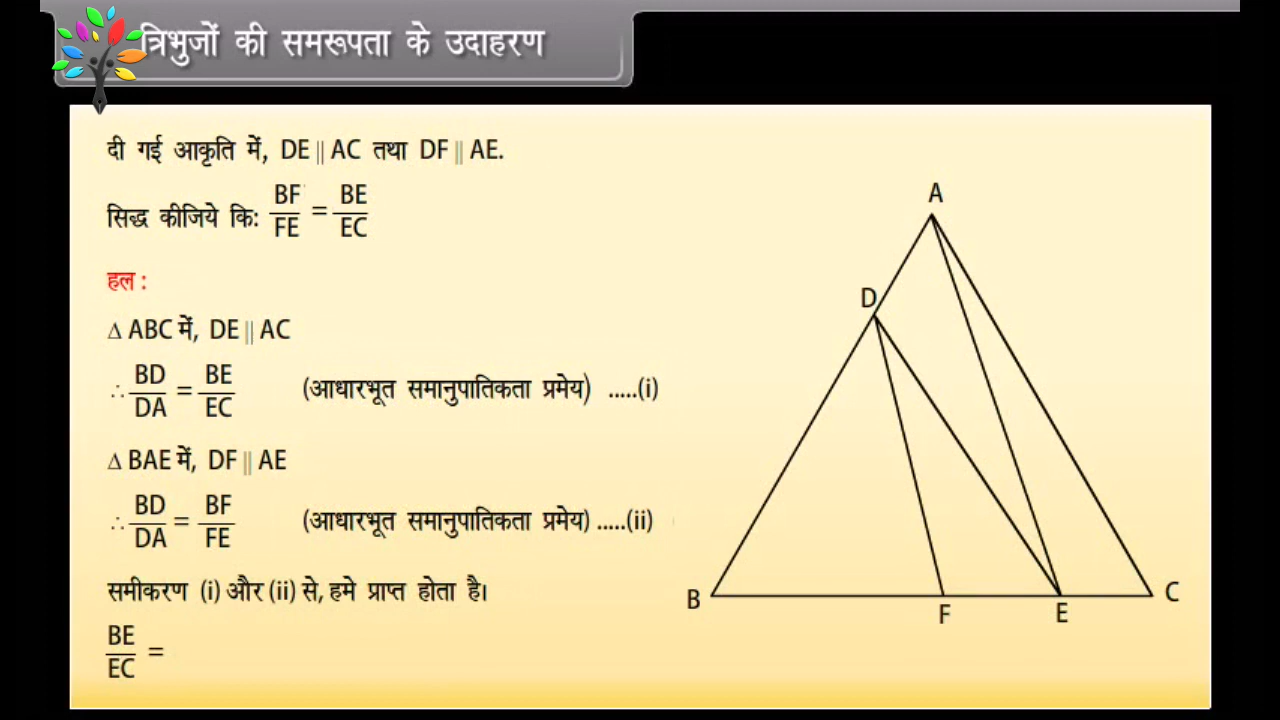 त्रिभुजों की समरूपता के उदाहरण
दी गई आकृति में, DE || AC तथा DF || AE.
सिद्ध कीजिये कि: BF/FE = BE/EC
हल :
Δ ABC में, DE || AC
∴ BD/DA = BE/EC (आधारभूत समानुपातिकता प्रमेय) .....(i)
Δ BAE में, DF || AE
∴ BD/DA = BF/FE (आधारभूत समानुपातिकता प्रमेय) .....(ii)
समीकरण (i) और (ii) से, हमे प्राप्त होता है।
BE/EC =
A
D
B
F
E
C